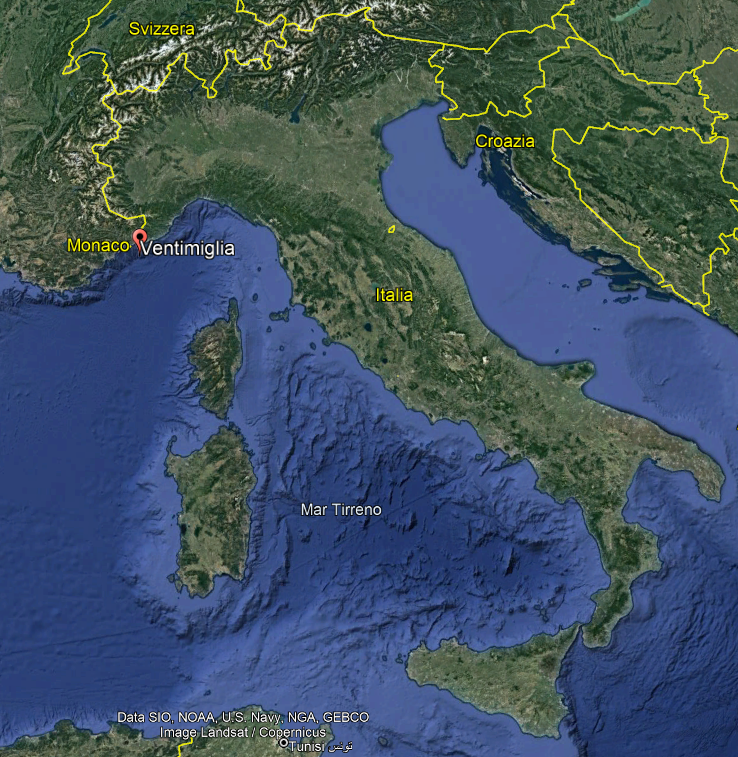 Svizzera
Croazia
Monaco
Ventimiglia
Italia
Mar Tirreno
Data SIO, NOAA, U.S. Navy, NGA, GEBCO
Image Landsat / Copernicus
Tunisi تونس